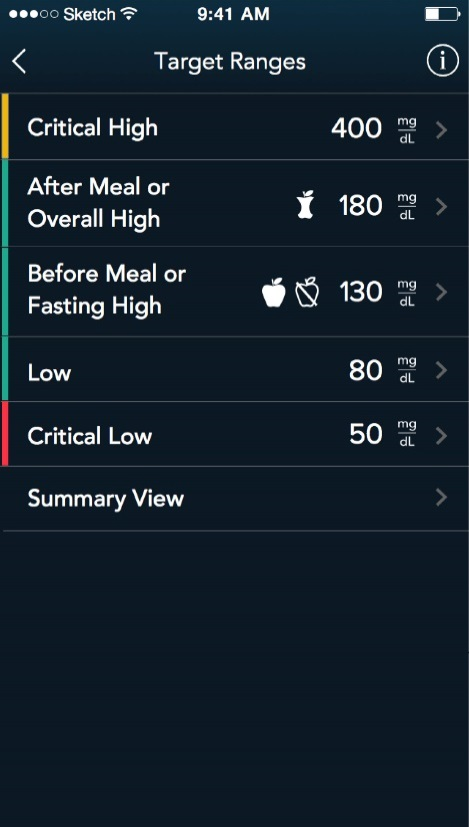 Sketch 9:41 AM
Target Ranges i
Critical High 400 mg/dL
After Meal or
Overall High 180 mg/dL
Before Meal or
Fasting High 130 mg/dL
Low 80 mg/dL
Critical Low 50 mg/dL
Summary View